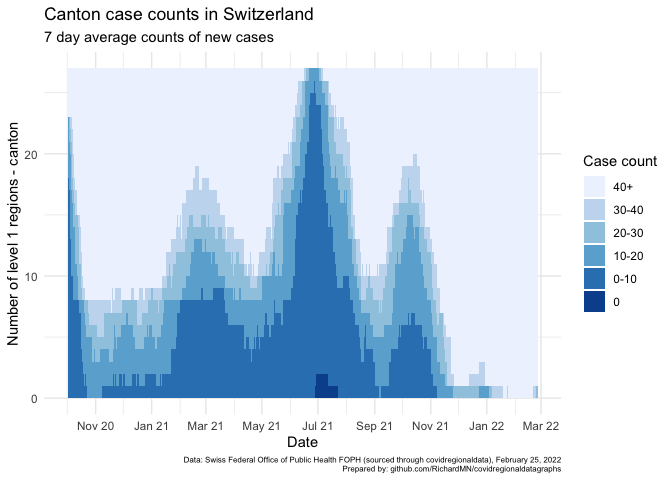 Canton case counts in Switzerland
7 day average counts of new cases
Number of level 1 regions - canton
20
10
0
Nov 20
Jan 21
Mar 21
May 21
Jul 21
Sep 21
Nov 21
Jan 22
Mar 22
Date
Case count
40+
30-40
20-30
10-20
0-10
0
Data: Swiss Federal Office of Public Health FOPH (sourced through covidregionaldata), February 25, 2022
Prepared by: github.com/RichardMN/covidregionaldatagraphs